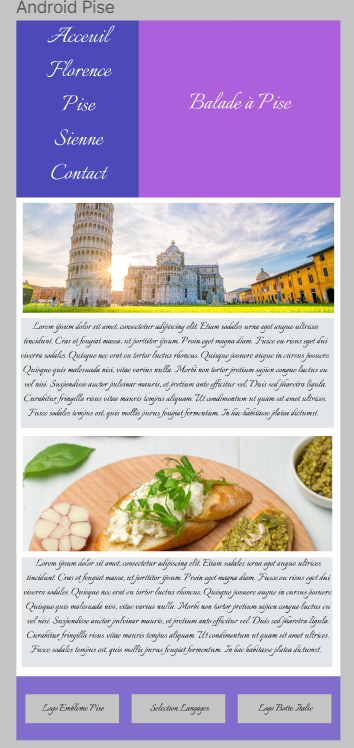 Android Pise
Acceuil
Florence
Pise
Sienne
Contact
Balade à Pise
Lorem ipsum dolor sit amet, consectetur adipiscing elit. Etiam sodales urna eget augue ultrices
tincidunt. Cras et feugiat massa, ut porttitor ipsum. Proin eget magna diam. Fusce eu risus eget dui
viverra sodales. Quisque nec erat eu tortor luctus rhoncus. Quisque posuere augue in cursus posuere.
Quisque quis malesuada nisi, vitae varius nulla. Morbi non tortor pretium sem congue luctus eu
vel nisi. Suspendisse auctor pulvinar mauris, et pretium ante efficitur vel. Duis sed pharetra ligula.
Curabitur fringilla risus vitae mauris tempus aliquam. Ut condimentum ut quam sit amet ultrices.
Fusce sodales tempus est, quis mollis purus feugiat fermentum. In hac habitasse platea dictumst.
Lorem ipsum dolor sit amet, consectetur adipiscing elit. Etiam sodales urna eget augue ultrices
tincidunt. Cras et feugiat massa, ut porttitor ipsum. Proin eget magna diam. Fusce eu risus eget dui
viverra sodales. Quisque nec erat eu tortor luctus rhoncus. Quisque posuere augue in cursus posuere.
Quisque quis malesuada nisi, vitae varius nulla. Morbi non tortor pretium sem congue luctus eu
vel nisi. Suspendisse auctor pulvinar mauris, et pretium ante efficitur vel. Duis sed pharetra ligula.
Curabitur fringilla risus vitae mauris tempus aliquam. Ut condimentum ut quam sit amet ultrices.
Fusce sodales tempus est, quis mollis purus feugiat fermentum. In hac habitasse platea dictumst.
Logo Embleme Pise
Selection Langages
Logo Botte Italie